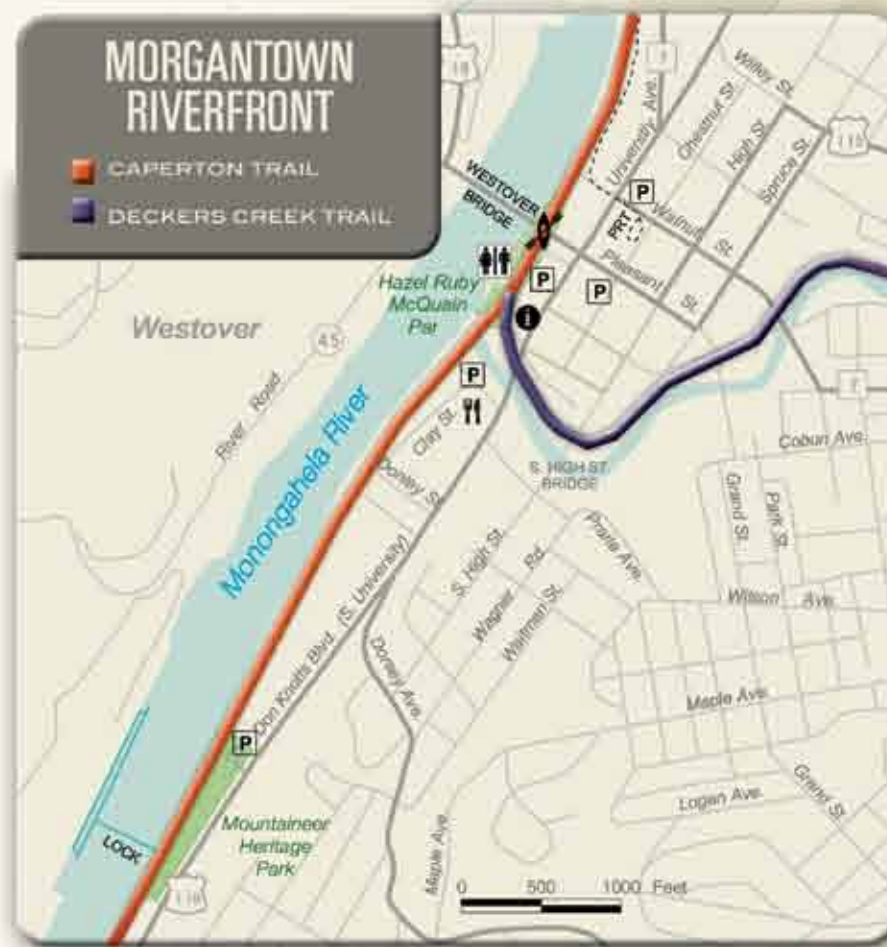 MORGANTOWN
RIVERFRONT
CAPERTON TRAIL
DECKERS CREEK TRAIL
19
7
Willey St.
University Ave.
Chestnut St.
High St.
Spruce St.
119
WESTOVER
BRIDGE
P
Walnut St.
PRT
Pleasant St.
P
P
Hazel Ruby
McQuain
Par
i
Westover
45
River Road
Monongahela River
P
Clay St.
Donley St.
7
Cobun Ave.
S. HIGH ST.
BRIDGE
Grand St.
Park St.
S. High St.
Prarie Ave.
Wagner Rd.
Waitman St.
Wilson Ave.
Don Knotts Blvd. (S. University)
Dorsey Ave.
Maple Ave.
P
Logan Ave.
Grand St.
Mountaineer
Heritage
Park
LOCK
Maple Ave.
119
0 500 1000 Feet